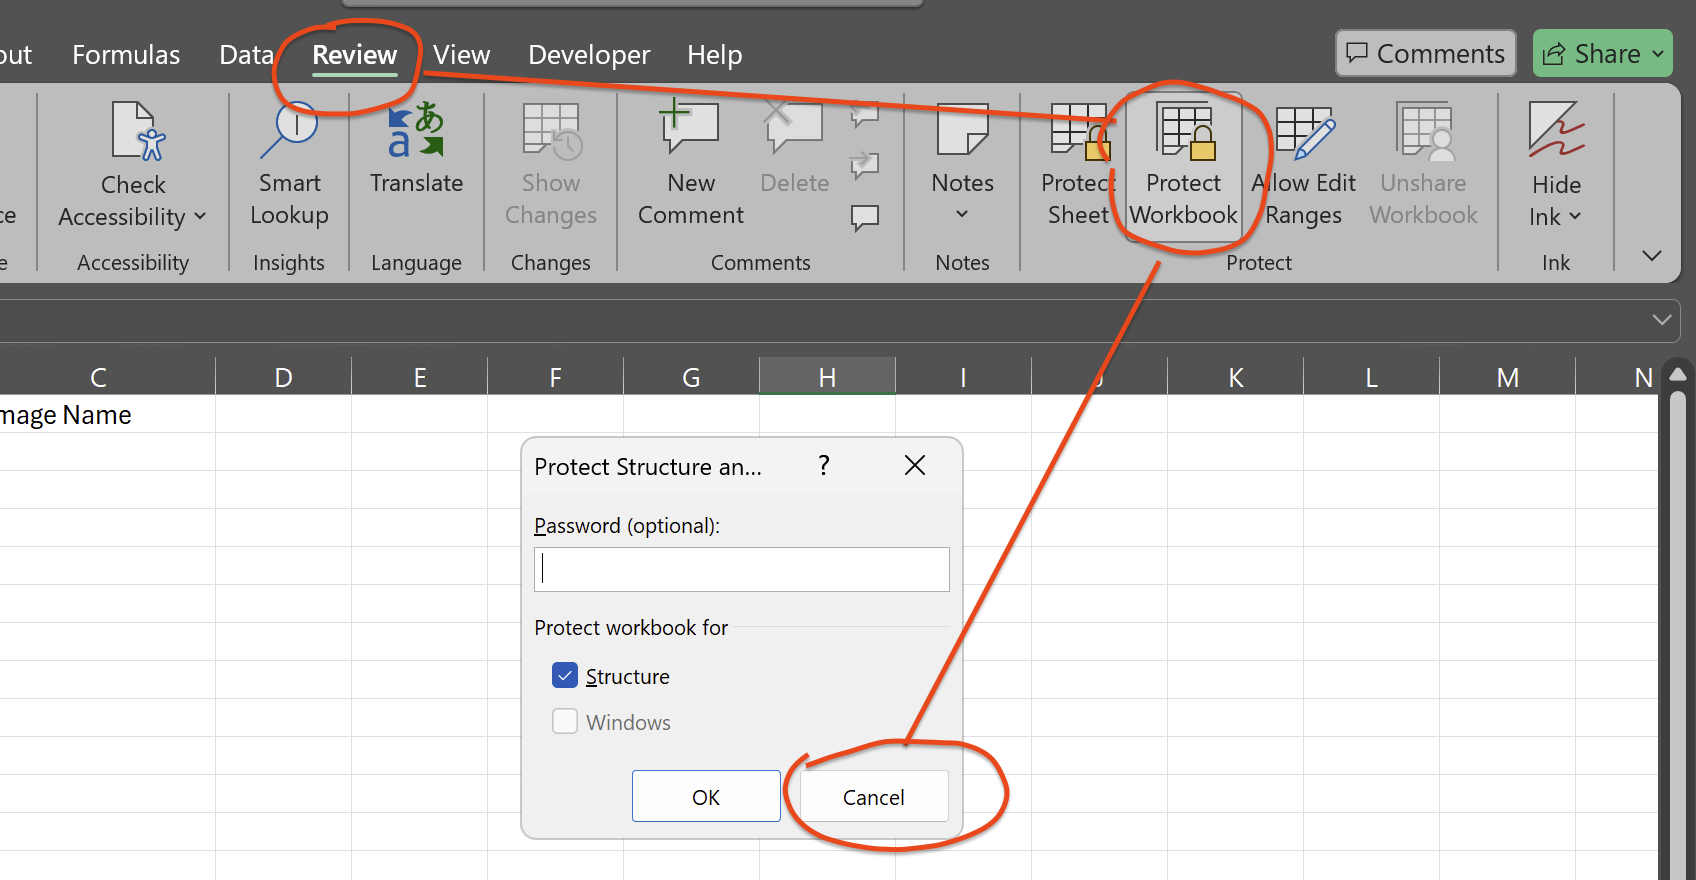 Formulas Data Review View Developer Help Comments Share
Check Accessibility
Smart Lookup
Translate
Show Changes
New Comment
Delete
Notes
Protect Sheet
Protect Workbook
Allow Edit Ranges
Unshare Workbook
Hide Ink
Accessibility Insights Language Changes Comments Notes Protect Ink
C D E F G H I J K L M N
mage Name
Protect Structure an... ?
Password (optional):
Protect workbook for
Structure
Windows
OK Cancel